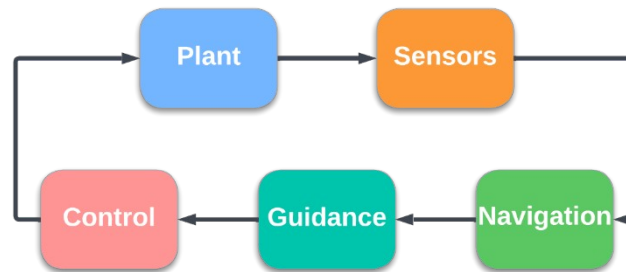 Plant
Sensors
Control
Guidance
Navigation